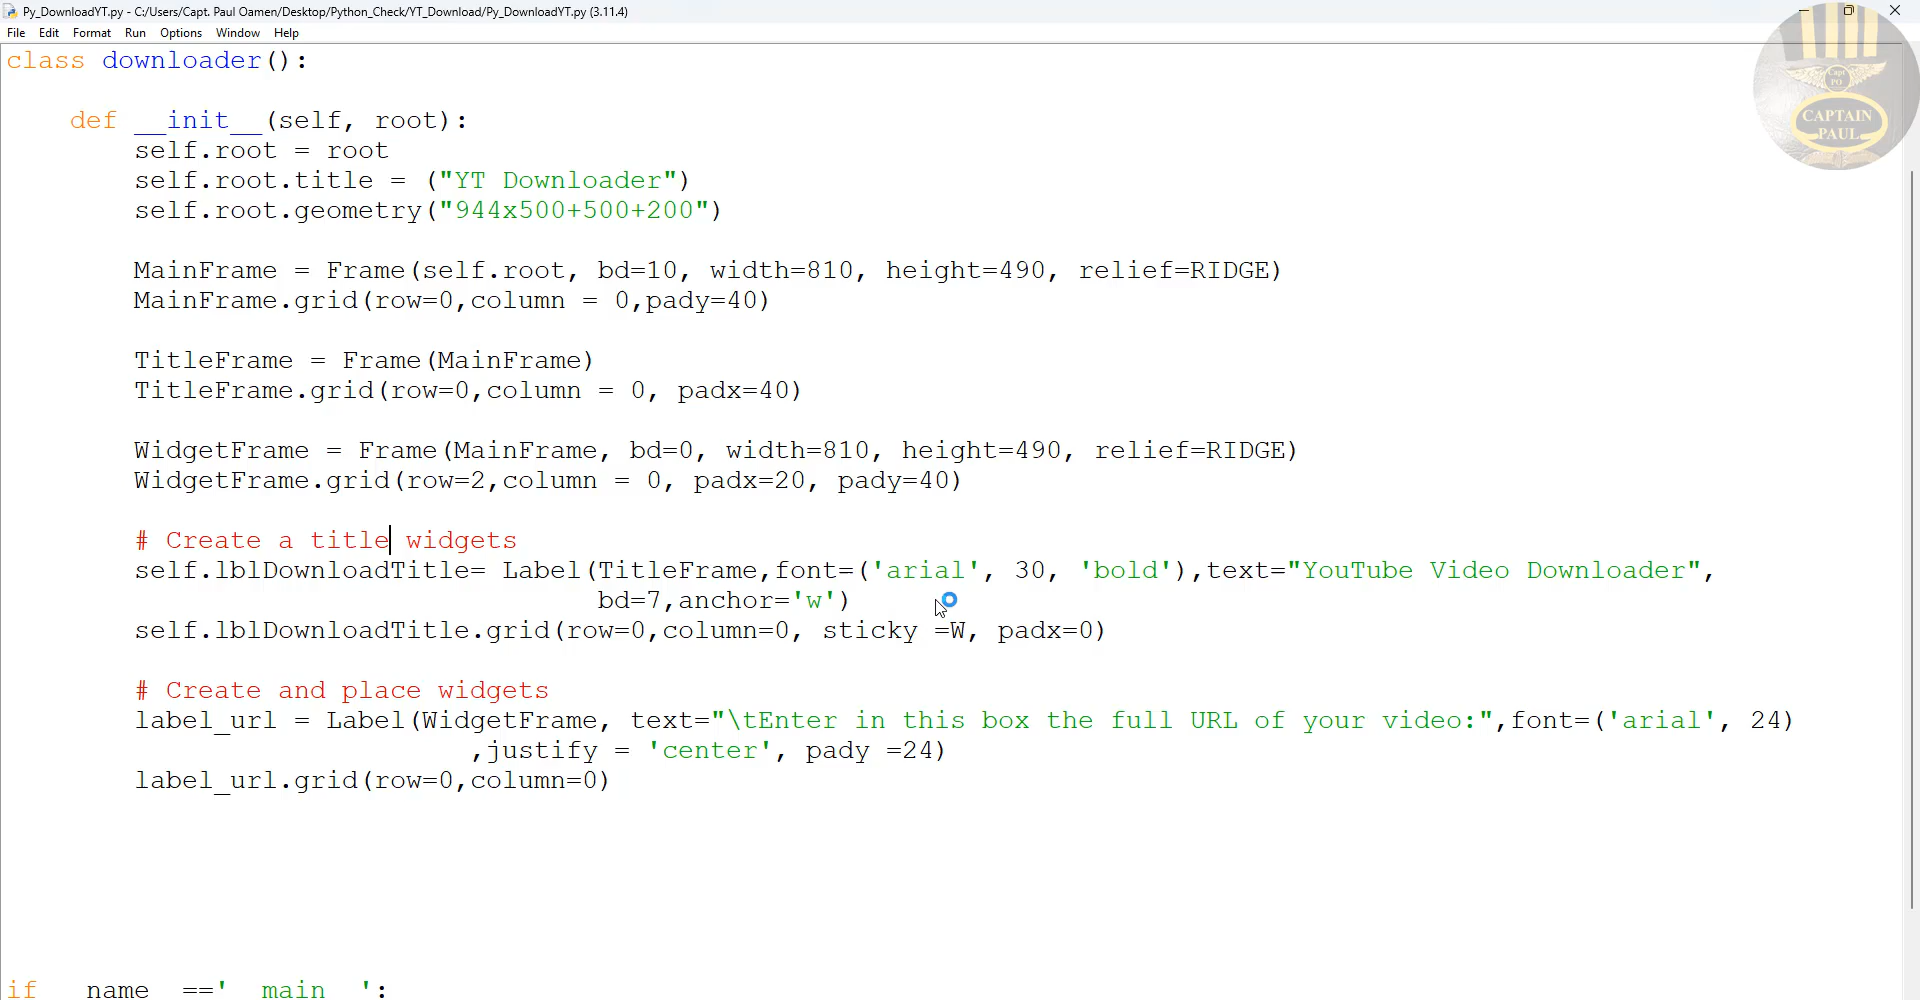 Py_DownloadYT.py - C:/Users/Capt. Paul Oamen/Desktop/Python_Check/YT_Download/Py_DownloadYT.py (3.11.4)
File Edit Format Run Options Window Help
class downloader():
def __init__(self, root):
self.root = root
self.root.title = ("YT Downloader")
self.root.geometry("944x500+500+200")
MainFrame = Frame(self.root, bd=10, width=810, height=490, relief=RIDGE)
MainFrame.grid(row=0,column = 0,pady=40)
TitleFrame = Frame(MainFrame)
TitleFrame.grid(row=0,column = 0, padx=40)
WidgetFrame = Frame(MainFrame, bd=0, width=810, height=490, relief=RIDGE)
WidgetFrame.grid(row=2,column = 0, padx=20, pady=40)
# Create a title widgets
self.lblDownloadTitle= Label(TitleFrame,font=('arial', 30, 'bold'),text="YouTube Video Downloader",
bd=7,anchor='w')
self.lblDownloadTitle.grid(row=0,column=0, sticky =W, padx=0)
# Create and place widgets
label_url = Label(WidgetFrame, text="\tEnter in this box the full URL of your video:",font=('arial', 24)
,justify = 'center', pady =24)
label_url.grid(row=0,column=0)
if __name__=='__main__':
Capt
PO
CAPTAIN
PAUL